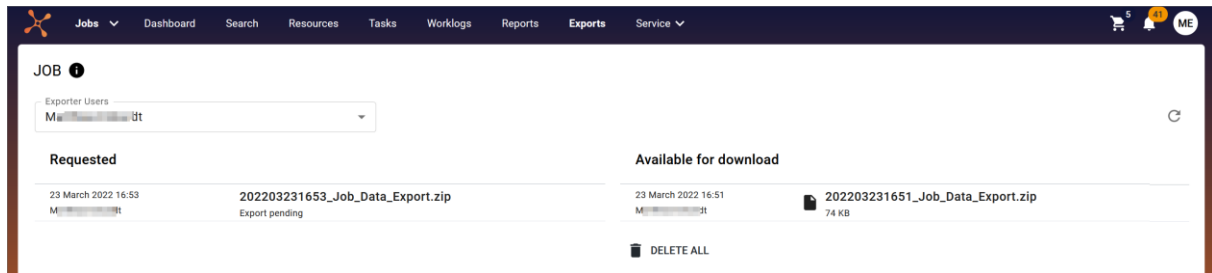 Jobs Dashboard Search Resources Tasks Worklogs Reports Exports Service 5 41 ME
JOB
Exporter Users
Requested
23 March 2022 16:53
202203231653_Job_Data_Export.zip
Export pending
Available for download
23 March 2022 16:51
202203231651_Job_Data_Export.zip
74 KB
DELETE ALL